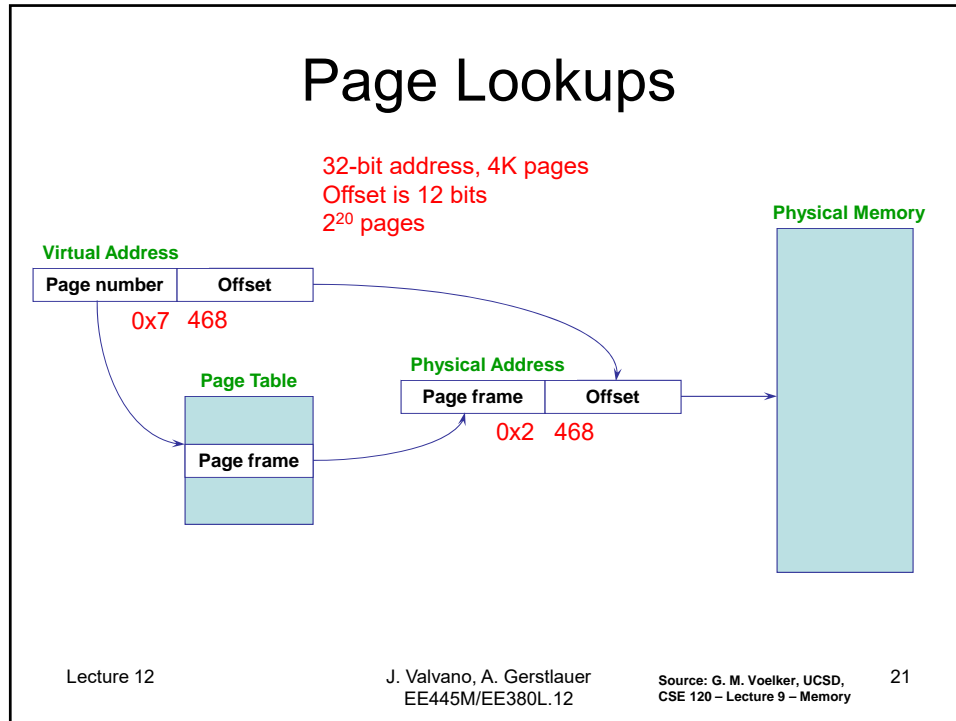 Page Lookups
32-bit address, 4K pages
Offset is 12 bits
2²⁰ pages
Physical Memory
Virtual Address
Page number Offset
0x7 468
Physical Address
Page Table
Page frame Offset
0x2 468
Page frame
Lecture 12
J. Valvano, A. Gerstlauer
EE445M/EE380L.12
Source: G. M. Voelker, UCSD,
CSE 120 – Lecture 9 – Memory
21